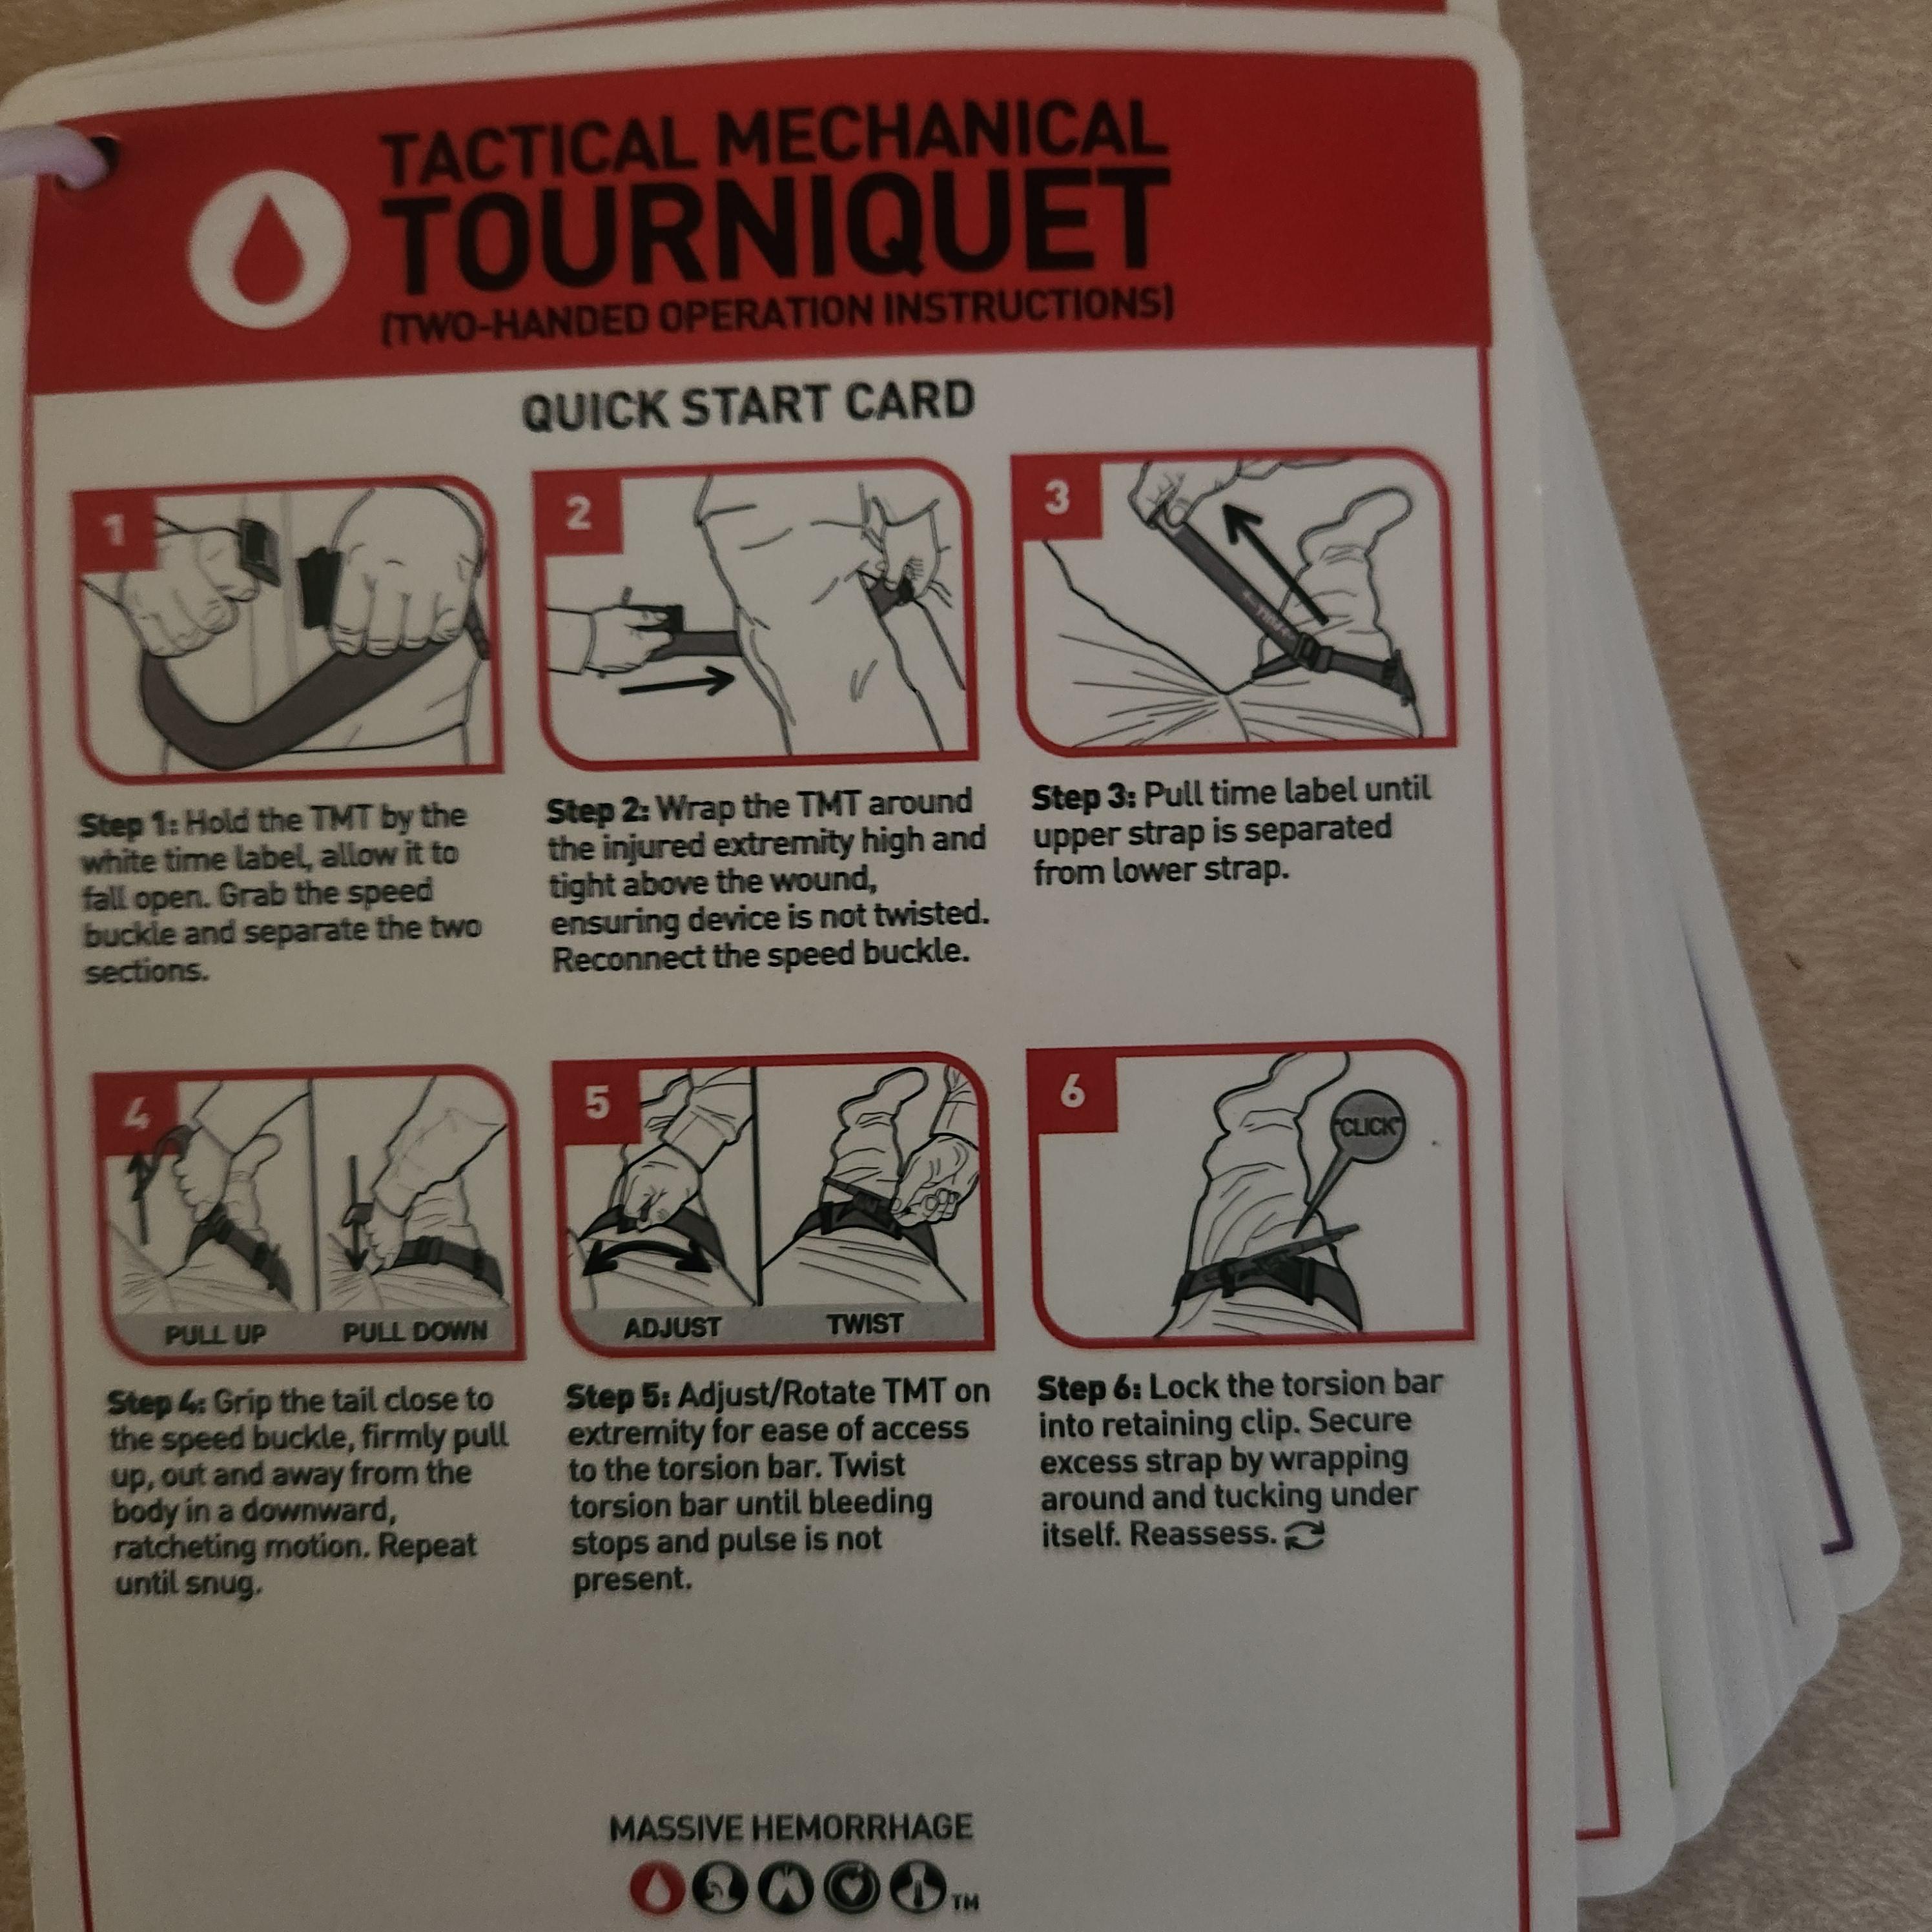 TACTICAL MECHANICAL
TOURNIQUET
(TWO-HANDED OPERATION INSTRUCTIONS)
QUICK START CARD
1
2
3
Step 1: Hold the TMT by the
white time label, allow it to
fall open. Grab the speed
buckle and separate the two
sections.
Step 2: Wrap the TMT around
the injured extremity high and
tight above the wound,
ensuring device is not twisted.
Reconnect the speed buckle.
Step 3: Pull time label until
upper strap is separated
from lower strap.
4
PULL UP
PULL DOWN
5
ADJUST
TWIST
6
"CLICK"
Step 4: Grip the tail close to
the speed buckle, firmly pull
up, out and away from the
body in a downward,
ratcheting motion. Repeat
until snug.
Step 5: Adjust/Rotate TMT on
extremity for ease of access
to the torsion bar. Twist
torsion bar until bleeding
stops and pulse is not
present.
Step 6: Lock the torsion bar
into retaining clip. Secure
excess strap by wrapping
around and tucking under
itself. Reassess.
MASSIVE HEMORRHAGE
TM